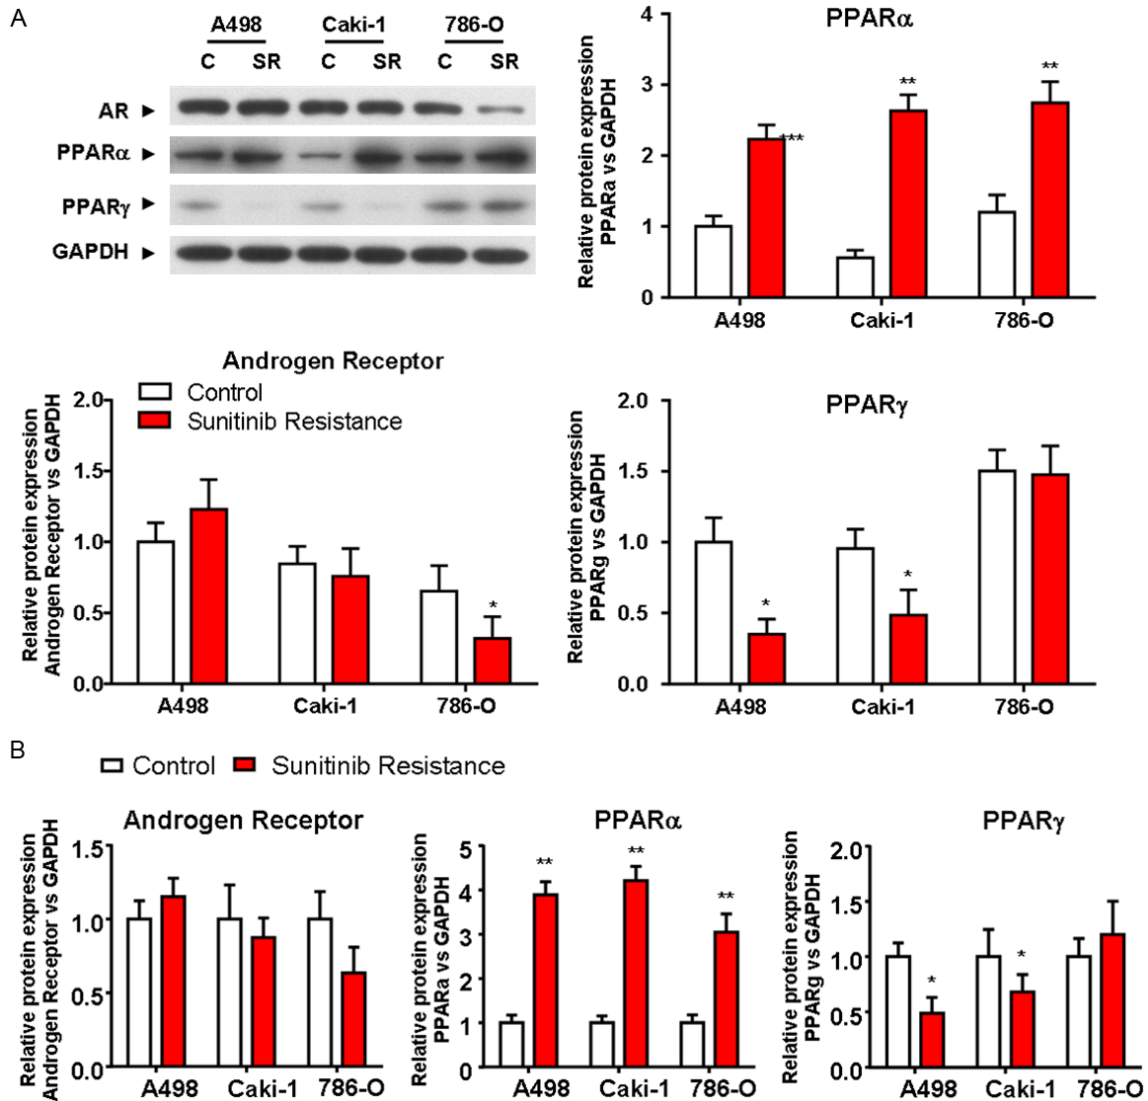 A
A498 Caki-1 786-O
C SR C SR C SR
AR
PPARα
PPARγ
GAPDH
PPARα
Relative protein expression
PPARa vs GAPDH
4
3
2
1
0
***
**
**
A498 Caki-1 786-O
Androgen Receptor
Control
Sunitinib Resistance
Relative protein expression
Androgen Receptor vs GAPDH
2.0
1.5
1.0
0.5
0.0
*
A498 Caki-1 786-O
PPARγ
Relative protein expression
PPARg vs GAPDH
2.0
1.5
1.0
0.5
0.0
*
*
A498 Caki-1 786-O
B
Control Sunitinib Resistance
Androgen Receptor
Relative protein expression
Androgen Receptor vs GAPDH
1.5
1.0
0.5
0.0
A498 Caki-1 786-O
PPARα
Relative protein expression
PPARa vs GAPDH
5
4
3
2
1
0
**
**
**
A498 Caki-1 786-O
PPARγ
Relative protein expression
PPARg vs GAPDH
2.0
1.5
1.0
0.5
0.0
*
*
A498 Caki-1 786-O